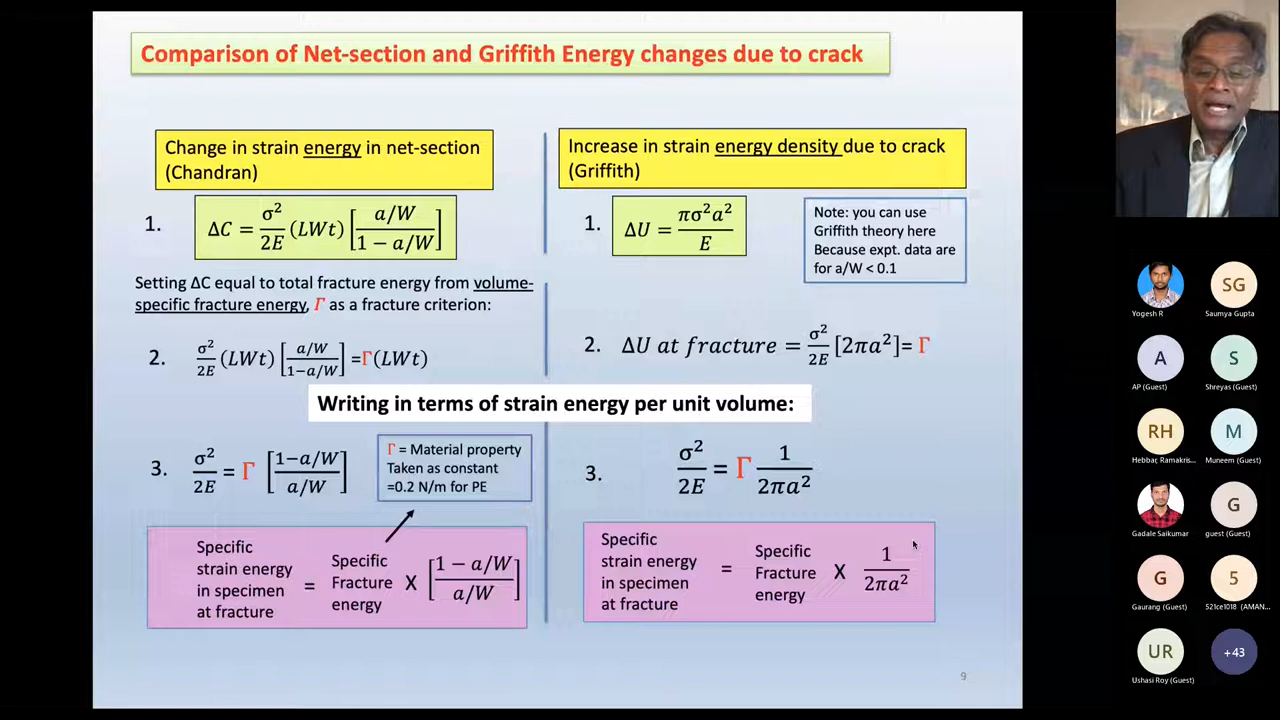 Comparison of Net-section and Griffith Energy changes due to crack
Change in strain energy in net-section
(Chandran)
1. ΔC = σ²/2E (LWt) [a/W / 1 − a/W]
Setting ΔC equal to total fracture energy from volume-
specific fracture energy, Γ as a fracture criterion:
2. σ²/2E (LWt) [a/W / 1−a/W] =Γ(LWt)
Increase in strain energy density due to crack
(Griffith)
1. ΔU = πσ²a²/E
Note: you can use
Griffith theory here
Because expt. data are
for a/W < 0.1
2. ΔU at fracture = σ²/2E [2πa²]= Γ
Writing in terms of strain energy per unit volume:
3. σ²/2E = Γ [1−a/W / a/W]
Γ = Material property
Taken as constant
=0.2 N/m for PE
Specific
strain energy
in specimen
at fracture
=
Specific
Fracture
energy
X [1 − a/W / a/W]
3. σ²/2E = Γ 1/2πa²
Specific
strain energy
in specimen
at fracture
=
Specific
Fracture
energy
X 1/2πa²
9
Yogesh R
SG
Saumya Gupta
A
AP (Guest)
S
Shreyas (Guest)
RH
Hebbar, Ramakris...
M
Muneem (Guest)
Gadale Saikumar
G
guest (Guest)
G
Gaurang (Guest)
5
521ce1018 (AMAN...
UR
Ushasi Roy (Guest)
+43